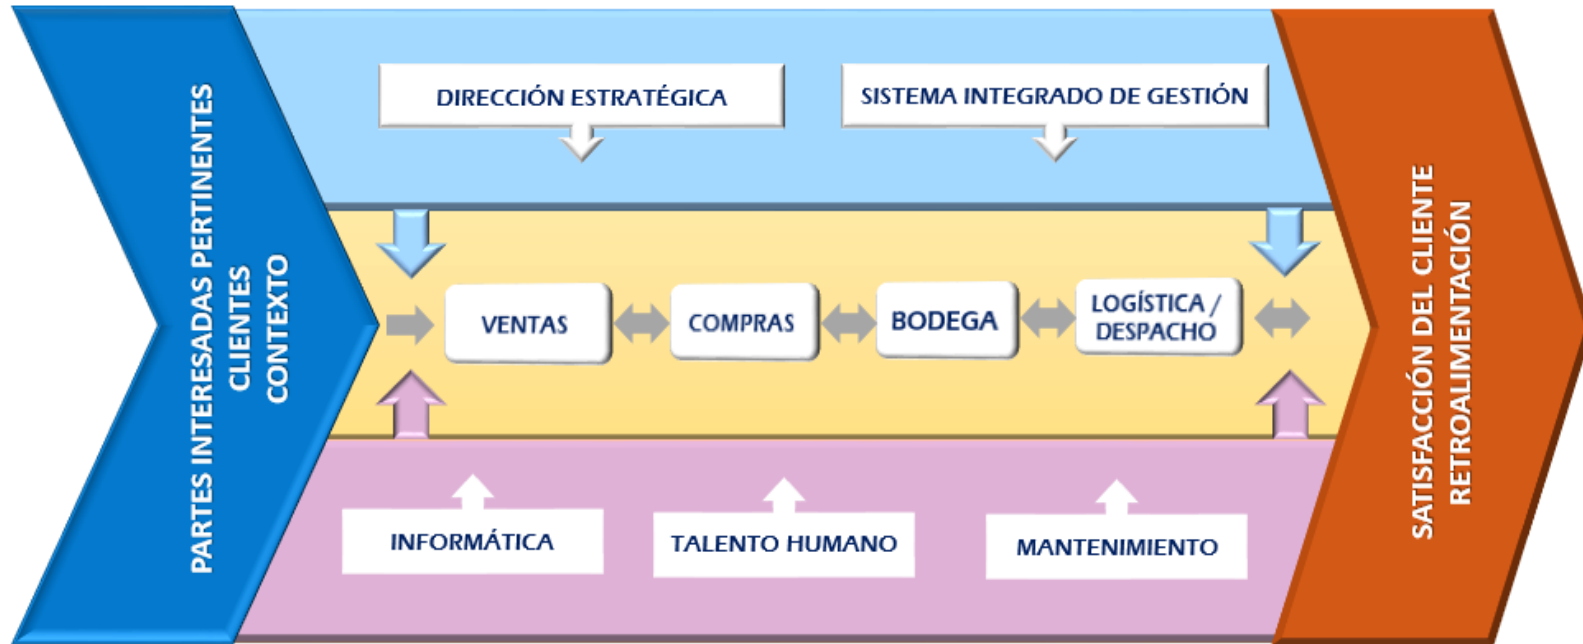 PARTES INTERESADAS PERTINENTES
CLIENTES
CONTEXTO
DIRECCIÓN ESTRATÉGICA
SISTEMA INTEGRADO DE GESTIÓN
VENTAS
COMPRAS
BODEGA
LOGÍSTICA /
DESPACHO
INFORMÁTICA
TALENTO HUMANO
MANTENIMIENTO
SATISFACCIÓN DEL CLIENTE
RETROALIMENTACIÓN